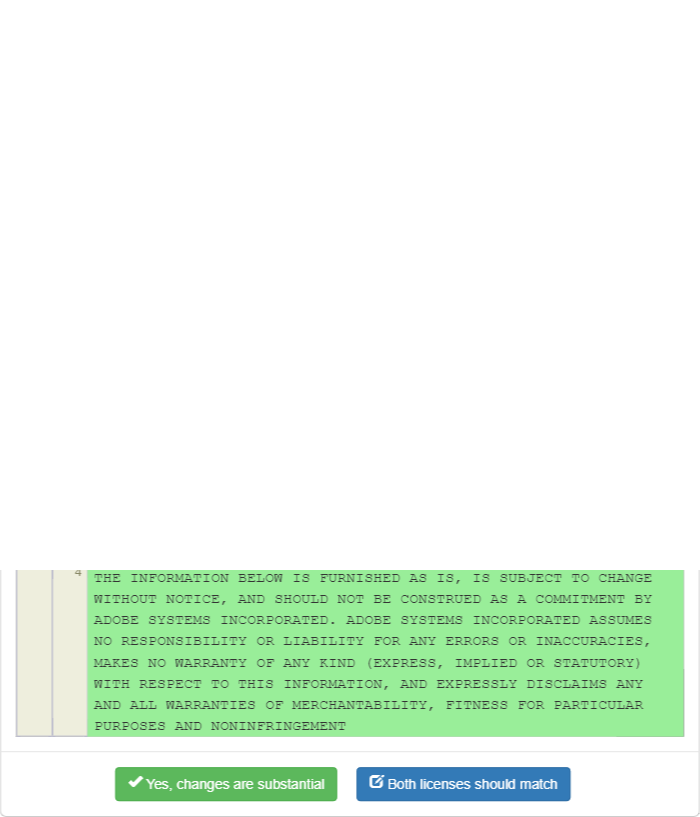 4
THE INFORMATION BELOW IS FURNISHED AS IS, IS SUBJECT TO CHANGE
WITHOUT NOTICE, AND SHOULD NOT BE CONSTRUED AS A COMMITMENT BY
ADOBE SYSTEMS INCORPORATED. ADOBE SYSTEMS INCORPORATED ASSUMES
NO RESPONSIBILITY OR LIABILITY FOR ANY ERRORS OR INACCURACIES,
MAKES NO WARRANTY OF ANY KIND (EXPRESS, IMPLIED OR STATUTORY)
WITH RESPECT TO THIS INFORMATION, AND EXPRESSLY DISCLAIMS ANY
AND ALL WARRANTIES OF MERCHANTABILITY, FITNESS FOR PARTICULAR
PURPOSES AND NONINFRINGEMENT
Yes, changes are substantial
Both licenses should match